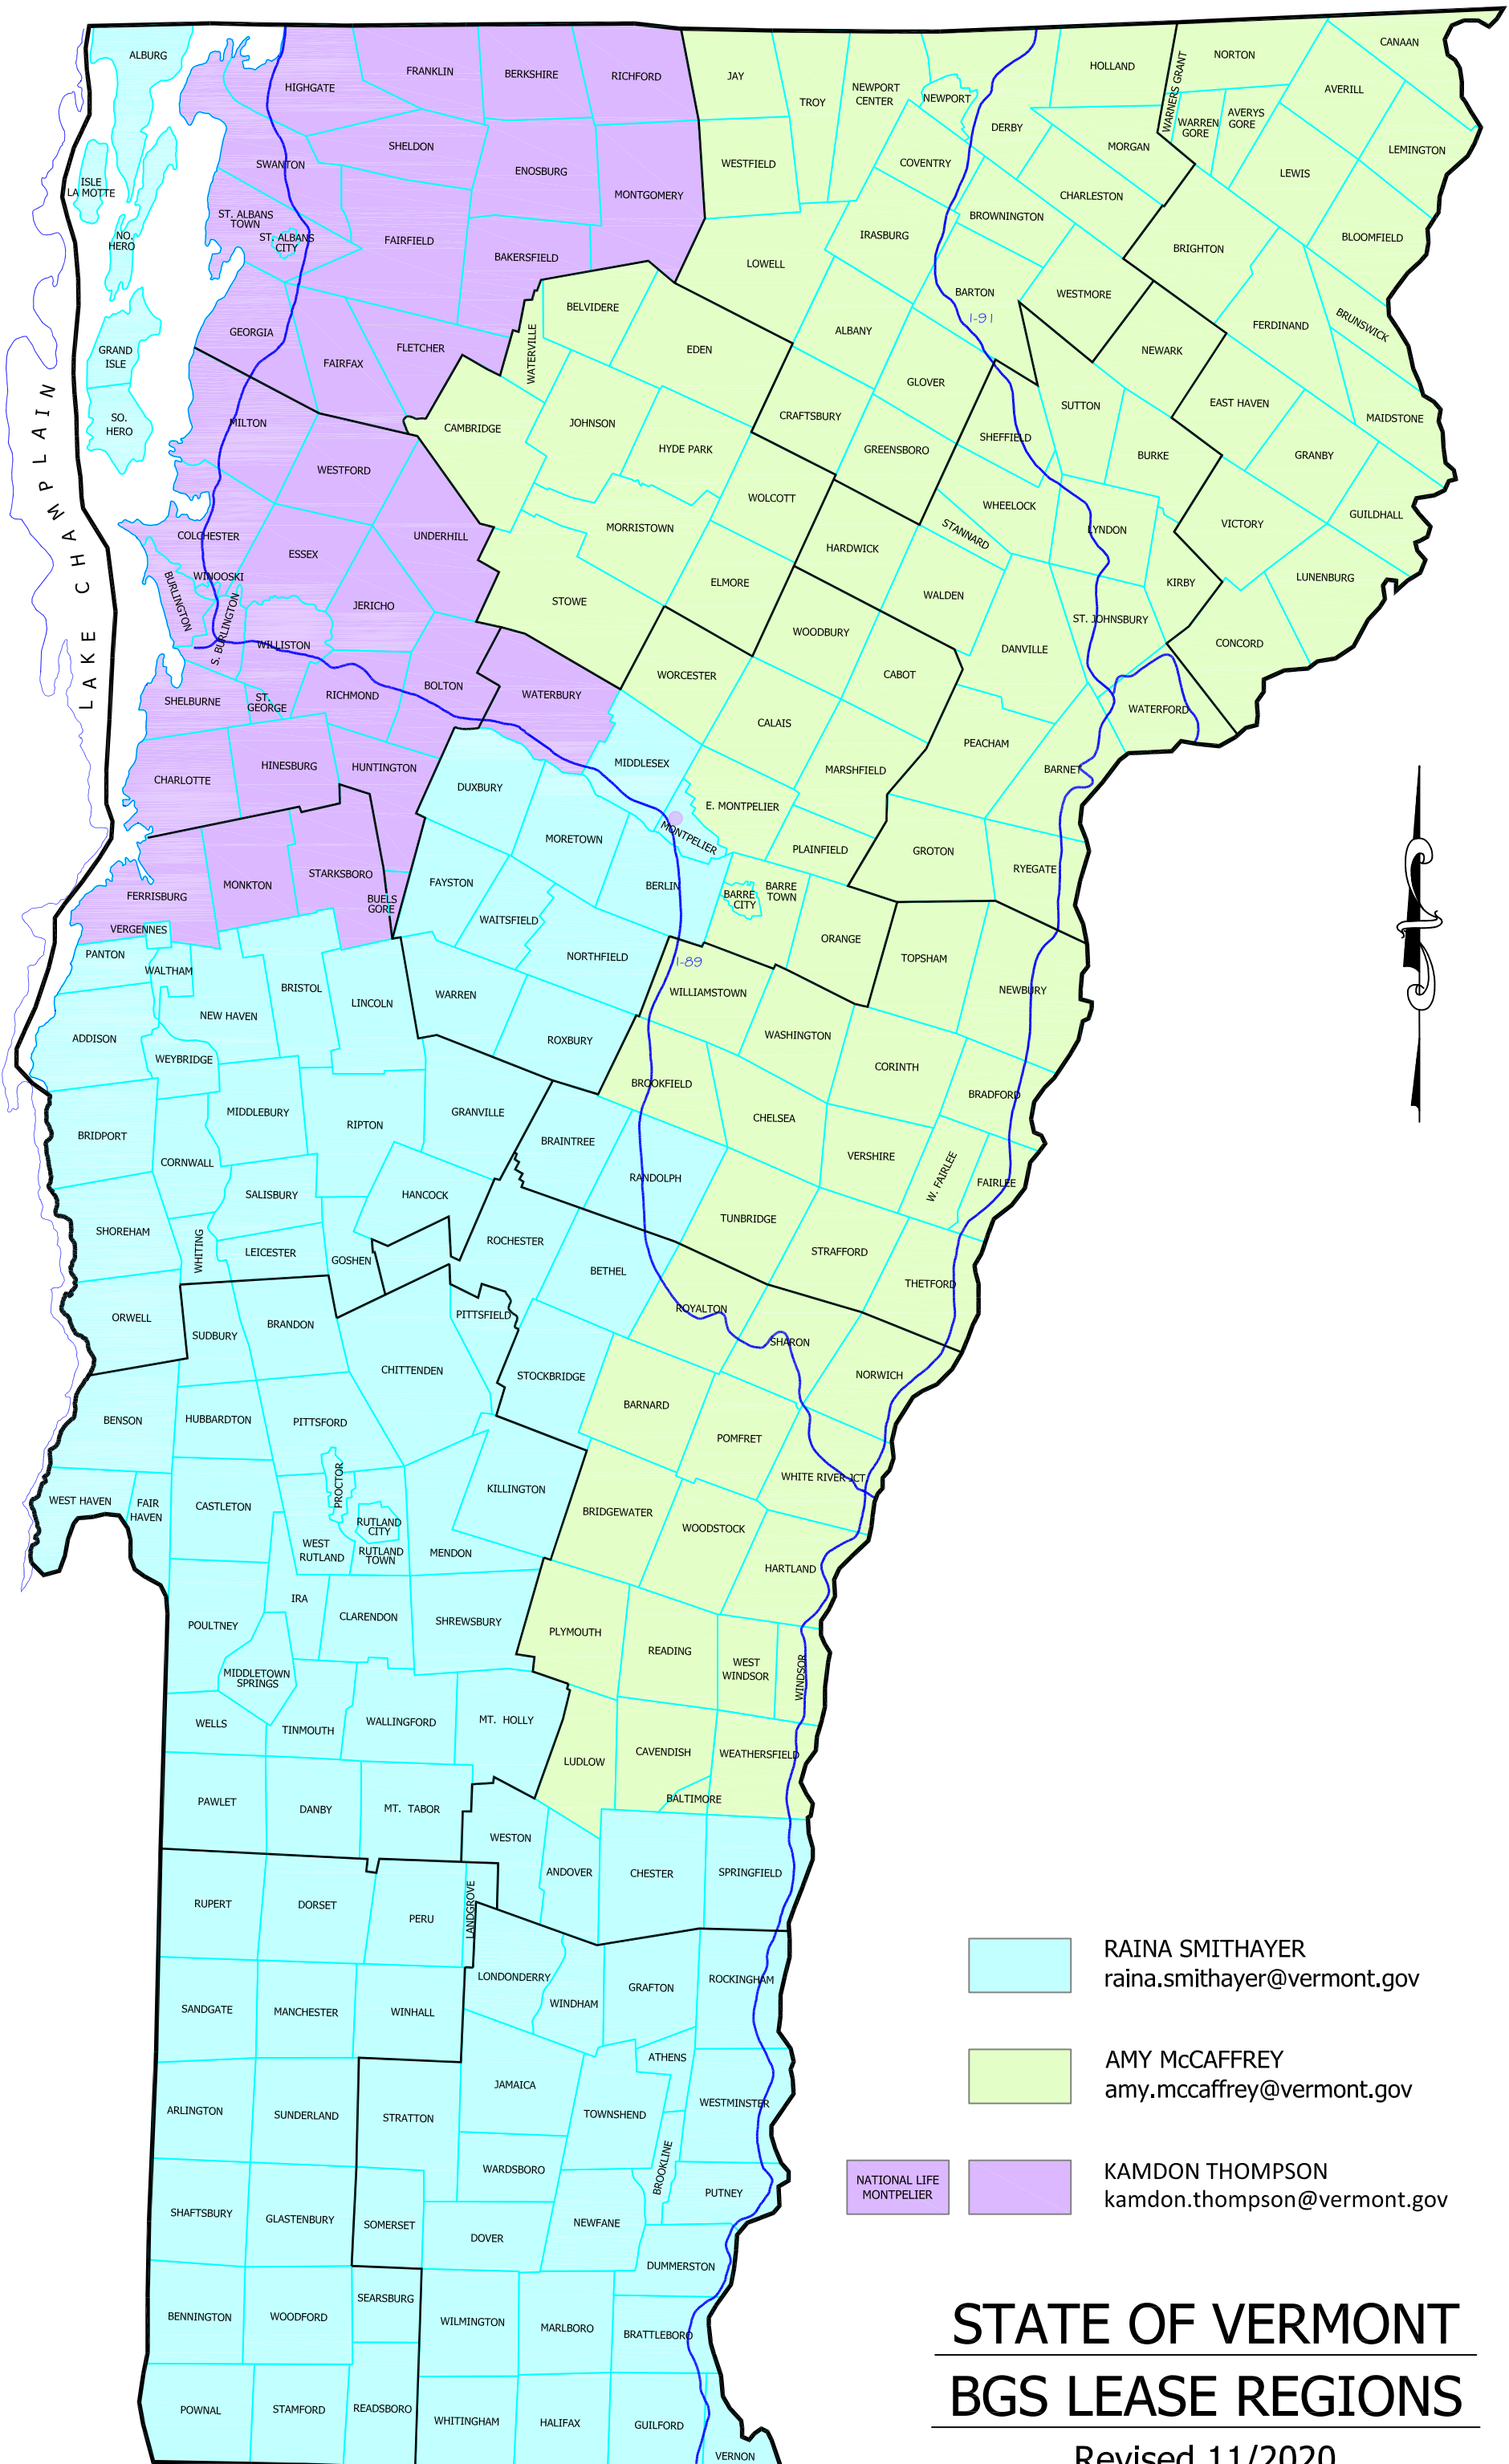 ALBURG
HIGHGATE
FRANKLIN
BERKSHIRE
RICHFORD
JAY
TROY
NEWPORT
CENTER
NEWPORT
DERBY
HOLLAND
WARNERS GRANT
NORTON
CANAAN
AVERILL
WARREN
GORE
AVERYS
GORE
MORGAN
LEMINGTON
LEWIS
SWANTON
SHELDON
ENOSBURG
MONTGOMERY
WESTFIELD
COVENTRY
CHARLESTON
BROWNINGTON
ISLE
LA MOTTE
NO.
HERO
ST. ALBANS
TOWN
ST. ALBANS
CITY
FAIRFIELD
BAKERSFIELD
LOWELL
IRASBURG
BRIGHTON
BLOOMFIELD
BARTON
I-91
WESTMORE
FERDINAND
BRUNSWICK
GEORGIA
FAIRFAX
FLETCHER
WATERVILLE
BELVIDERE
EDEN
ALBANY
NEWARK
GRAND
ISLE
SO.
HERO
GLOVER
CRAFTSBURY
SUTTON
EAST HAVEN
MAIDSTONE
MILTON
WESTFORD
CAMBRIDGE
JOHNSON
HYDE PARK
GREENSBORO
SHEFFIELD
BURKE
GRANBY
LAKE CHAMPLAIN
WOLCOTT
WHEELOCK
STANNARD
LYNDON
VICTORY
GUILDHALL
COLCHESTER
ESSEX
UNDERHILL
MORRISTOWN
HARDWICK
WINOOSKI
BURLINGTON
S. BURLINGTON
JERICHO
STOWE
ELMORE
WALDEN
KIRBY
LUNENBURG
WILLISTON
WOODBURY
ST. JOHNSBURY
DANVILLE
CONCORD
SHELBURNE
ST.
GEORGE
RICHMOND
BOLTON
WATERBURY
WORCESTER
CABOT
WATERFORD
CHARLOTTE
HINESBURG
HUNTINGTON
DUXBURY
MIDDLESEX
CALAIS
MARSHFIELD
PEACHAM
BARNET
E. MONTPELIER
MONTPELIER
MORETOWN
PLAINFIELD
GROTON
RYEGATE
FERRISBURG
MONKTON
STARKSBORO
BUELS
GORE
FAYSTON
WAITSFIELD
BERLIN
BARRE
CITY
BARRE
TOWN
VERGENNES
PANTON
WALTHAM
NORTHFIELD
I-89
ORANGE
TOPSHAM
NEW HAVEN
BRISTOL
LINCOLN
WARREN
WILLIAMSTOWN
NEWBURY
ADDISON
WEYBRIDGE
ROXBURY
WASHINGTON
CORINTH
BROOKFIELD
BRADFORD
BRIDPORT
MIDDLEBURY
RIPTON
GRANVILLE
BRAINTREE
CHELSEA
CORNWALL
VERSHIRE
W. FAIRLEE
FAIRLEE
SALISBURY
HANCOCK
RANDOLPH
SHOREHAM
WHITING
LEICESTER
GOSHEN
ROCHESTER
TUNBRIDGE
STRAFFORD
BETHEL
THETFORD
ORWELL
SUDBURY
BRANDON
PITTSFIELD
ROYALTON
SHARON
CHITTENDEN
STOCKBRIDGE
NORWICH
BENSON
HUBBARDTON
PITTSFORD
BARNARD
POMFRET
WHITE RIVER JCT
WEST HAVEN
FAIR
HAVEN
CASTLETON
PROCTOR
RUTLAND
CITY
KILLINGTON
BRIDGEWATER
WOODSTOCK
WEST
RUTLAND
RUTLAND
TOWN
MENDON
HARTLAND
POULTNEY
IRA
CLARENDON
SHREWSBURY
PLYMOUTH
READING
WEST
WINDSOR
WINDSOR
MIDDLETOWN
SPRINGS
WELLS
TINMOUTH
WALLINGFORD
MT. HOLLY
LUDLOW
CAVENDISH
WEATHERSFIELD
BALTIMORE
PAWLET
DANBY
MT. TABOR
WESTON
ANDOVER
CHESTER
SPRINGFIELD
RUPERT
DORSET
PERU
LANDGROVE
LONDONDERRY
WINDHAM
GRAFTON
ROCKINGHAM
SANDGATE
MANCHESTER
WINHALL
ATHENS
JAMAICA
ARLINGTON
SUNDERLAND
STRATTON
TOWNSHEND
WESTMINSTER
WARDSBORO
BROOKLINE
PUTNEY
SHAFTSBURY
GLASTENBURY
SOMERSET
DOVER
NEWFANE
DUMMERSTON
BENNINGTON
WOODFORD
SEARSBURG
WILMINGTON
MARLBORO
BRATTLEBORO
POWNAL
STAMFORD
READSBORO
WHITINGHAM
HALIFAX
GUILFORD
VERNON
RAINA SMITHAYER
raina.smithayer@vermont.gov
AMY McCAFFREY
amy.mccaffrey@vermont.gov
NATIONAL LIFE
MONTPELIER
KAMDON THOMPSON
kamdon.thompson@vermont.gov
STATE OF VERMONT
BGS LEASE REGIONS
Revised 11/2020